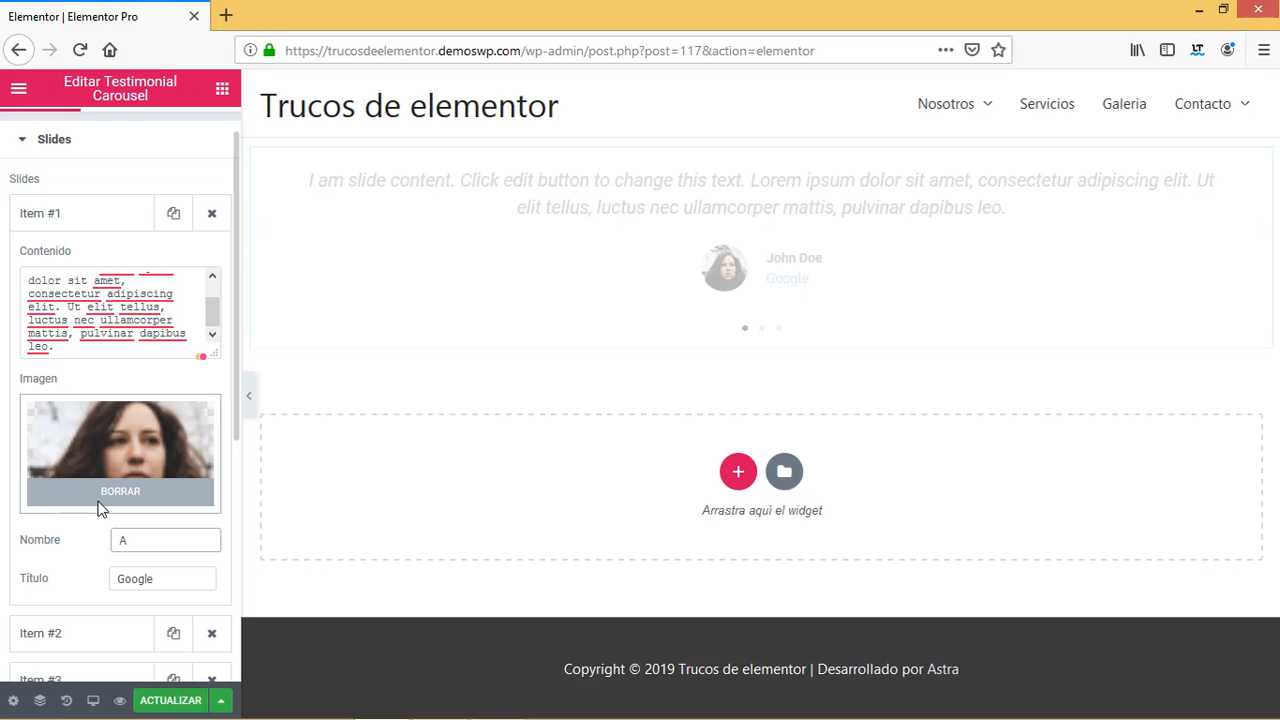 Elementor | Elementor Pro
https://trucosdeelementor.demoswp.com/wp-admin/post.php?post=117&action=elementor
Editar Testimonial
Carousel
Slides
Slides
Item #1
Contenido
dolor sit amet,
consectetur adipiscing
elit. Ut elit tellus,
luctus nec ullamcorper
mattis, pulvinar dapibus
leo.
Imagen
BORRAR
Nombre
A
Título
Google
Item #2
Item #3
ACTUALIZAR
Trucos de elementor
Nosotros
Servicios
Galeria
Contacto
I am slide content. Click edit button to change this text. Lorem ipsum dolor sit amet, consectetur adipiscing elit. Ut
elit tellus, luctus nec ullamcorper mattis, pulvinar dapibus leo.
John Doe
Google
Arrastra aquí el widget
Copyright © 2019 Trucos de elementor | Desarrollado por Astra